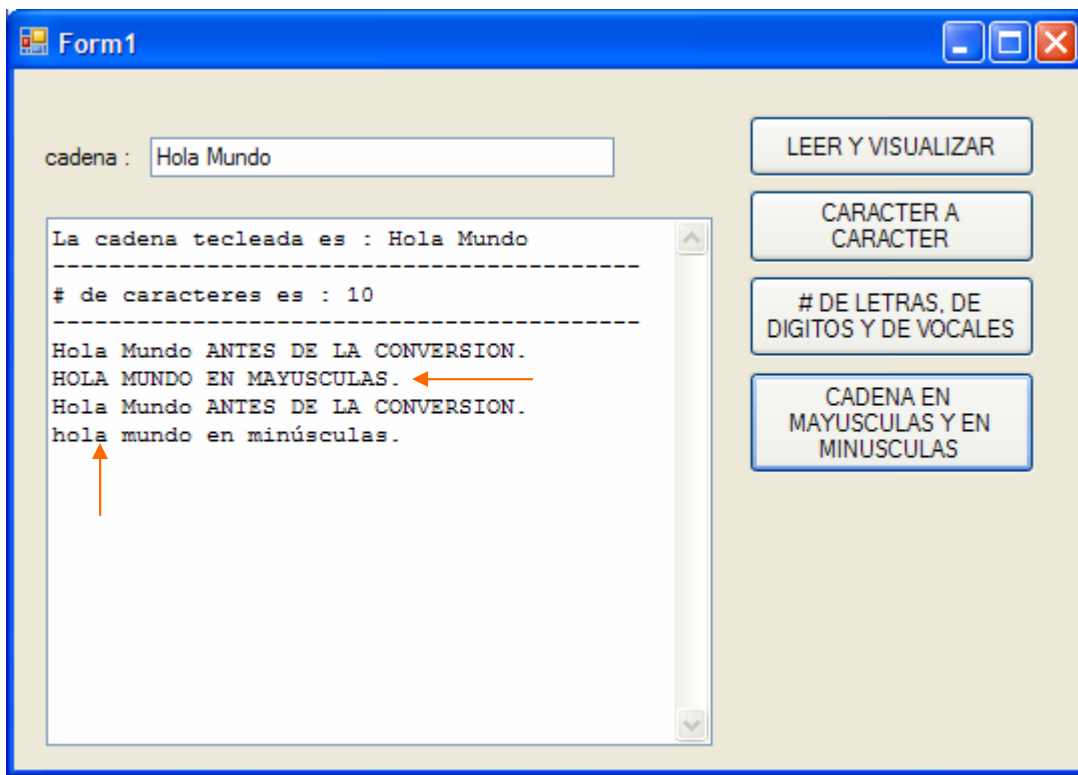 Form1
cadena :
Hola Mundo
La cadena tecleada es : Hola Mundo
------------------------------------------
# de caracteres es : 10
------------------------------------------
Hola Mundo ANTES DE LA CONVERSION.
HOLA MUNDO EN MAYUSCULAS.
Hola Mundo ANTES DE LA CONVERSION.
hola mundo en minúsculas.
LEER Y VISUALIZAR
CARACTER A
CARACTER
# DE LETRAS, DE
DIGITOS Y DE VOCALES
CADENA EN
MAYUSCULAS Y EN
MINUSCULAS